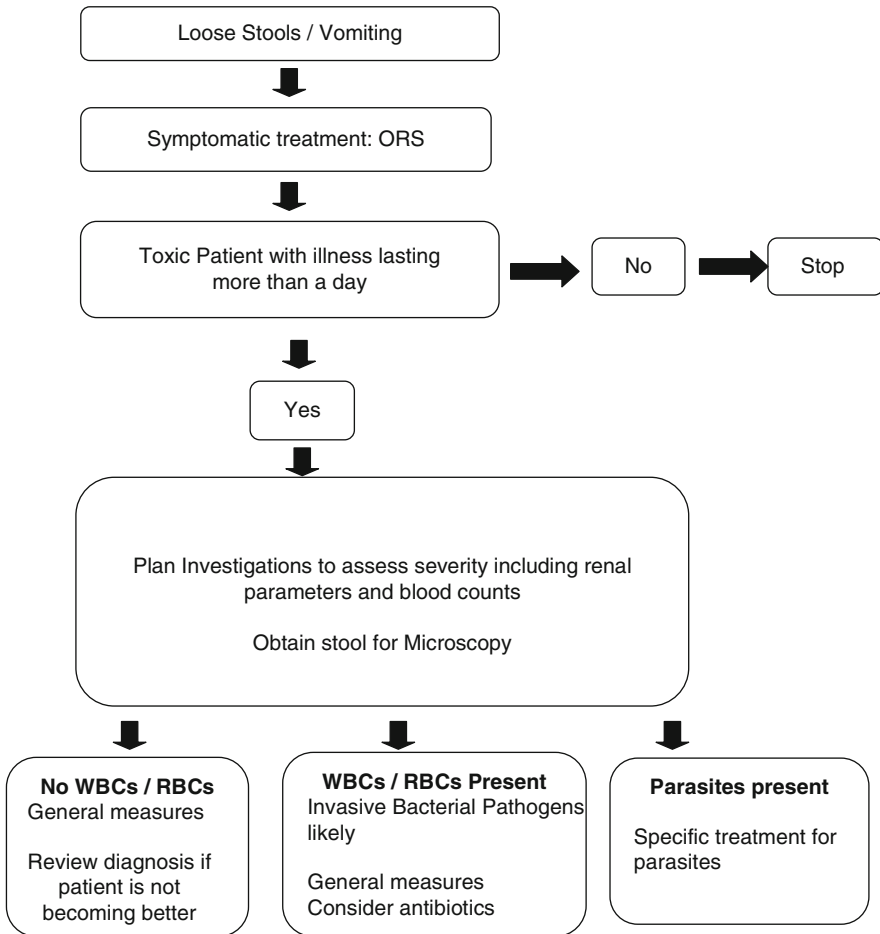 Loose Stools / Vomiting
Symptomatic treatment: ORS
Toxic Patient with illness lasting
more than a day
No
Stop
Yes
Plan Investigations to assess severity including renal
parameters and blood counts
Obtain stool for Microscopy
No WBCs / RBCs
General measures
Review diagnosis if
patient is not
becoming better
WBCs / RBCs Present
Invasive Bacterial Pathogens
likely
General measures
Consider antibiotics
Parasites present
Specific treatment for
parasites